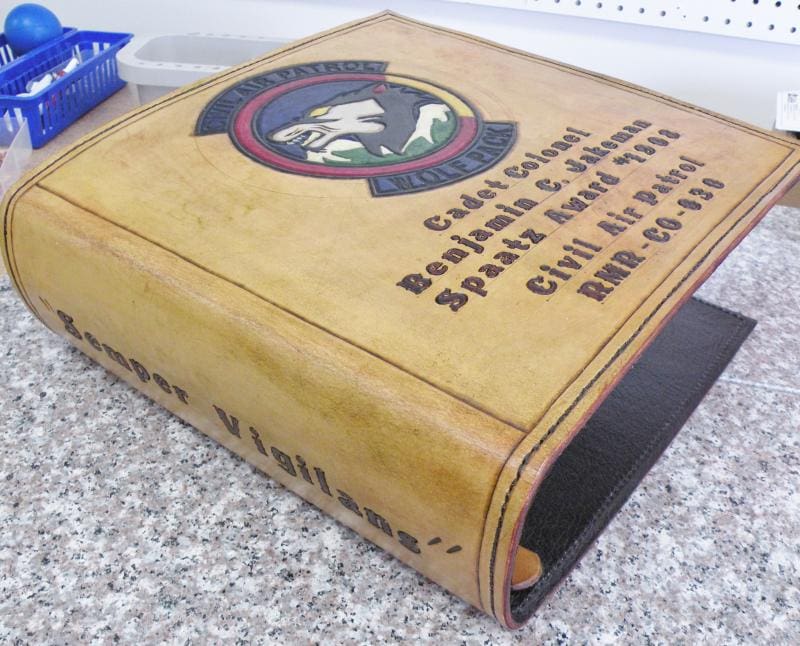 CIVIL AIR PATROL
WOLF PACK
Cadet Colonel
Benjamin C. Jakeman
Spaatz Award
Civil Air Patrol
RMR-CO-030
"Semper Vigilans"